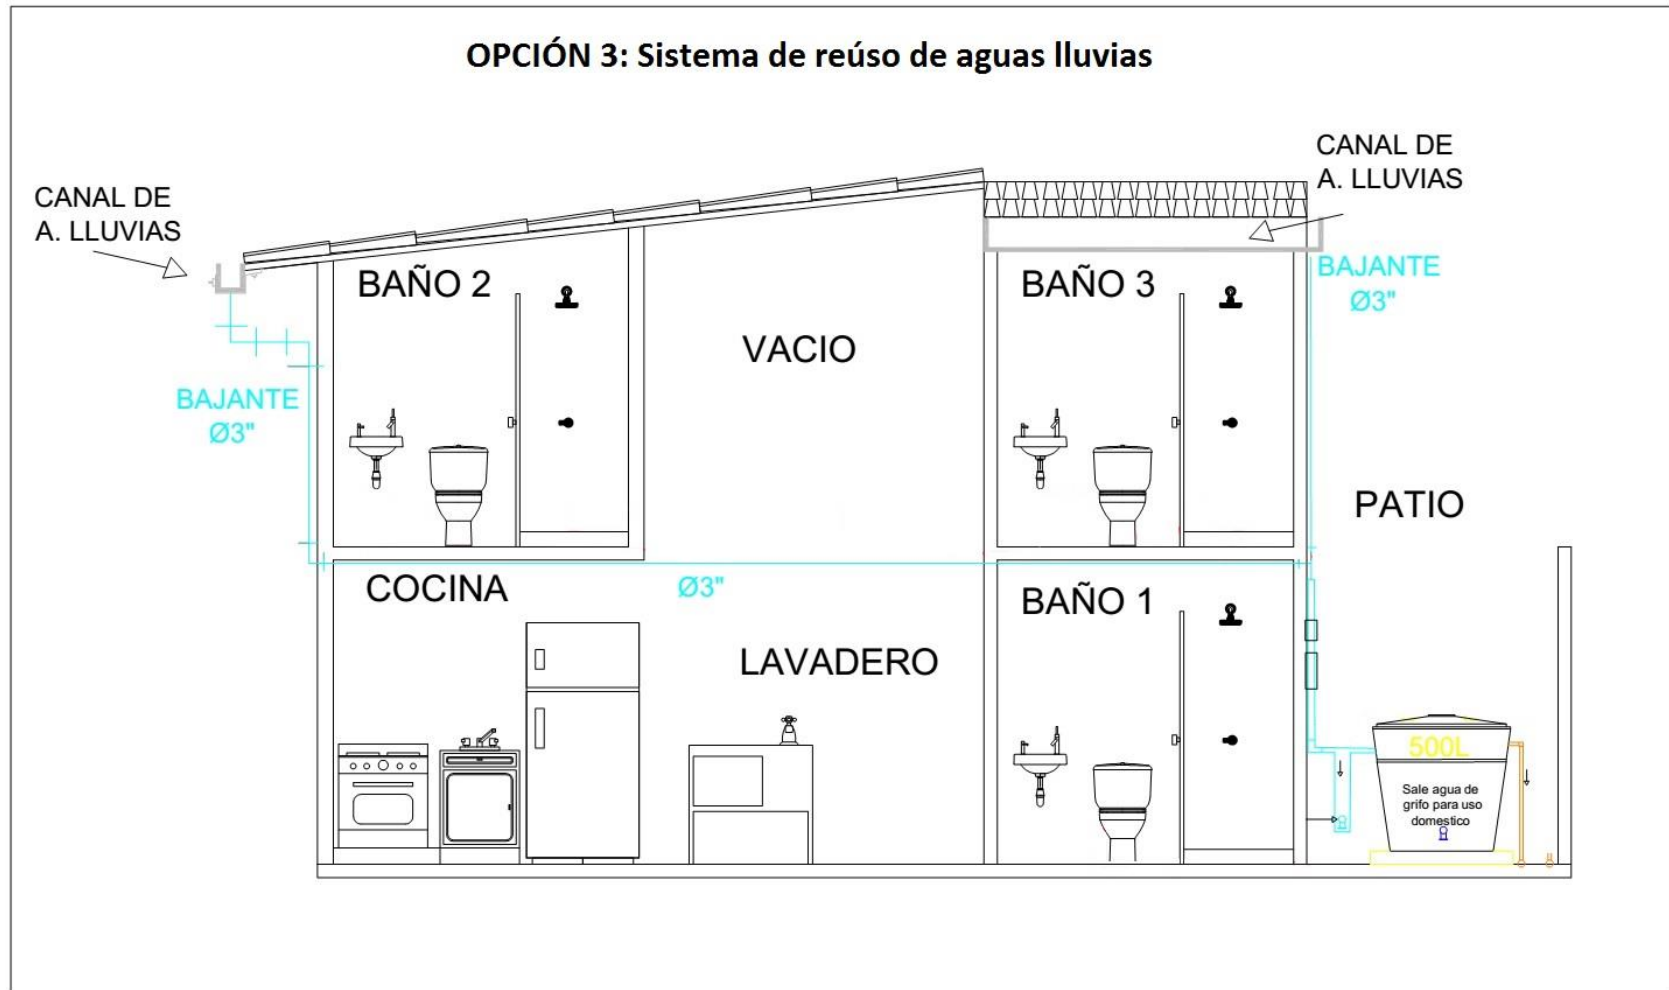 OPCIÓN 3: Sistema de reúso de aguas lluvias
CANAL DE
A. LLUVIAS
CANAL DE
A. LLUVIAS
BAÑO 2
BAÑO 3
BAJANTE
Ø3"
VACIO
BAJANTE
Ø3"
PATIO
COCINA
Ø3"
BAÑO 1
LAVADERO
500L
Sale agua de
grifo para uso
domestico